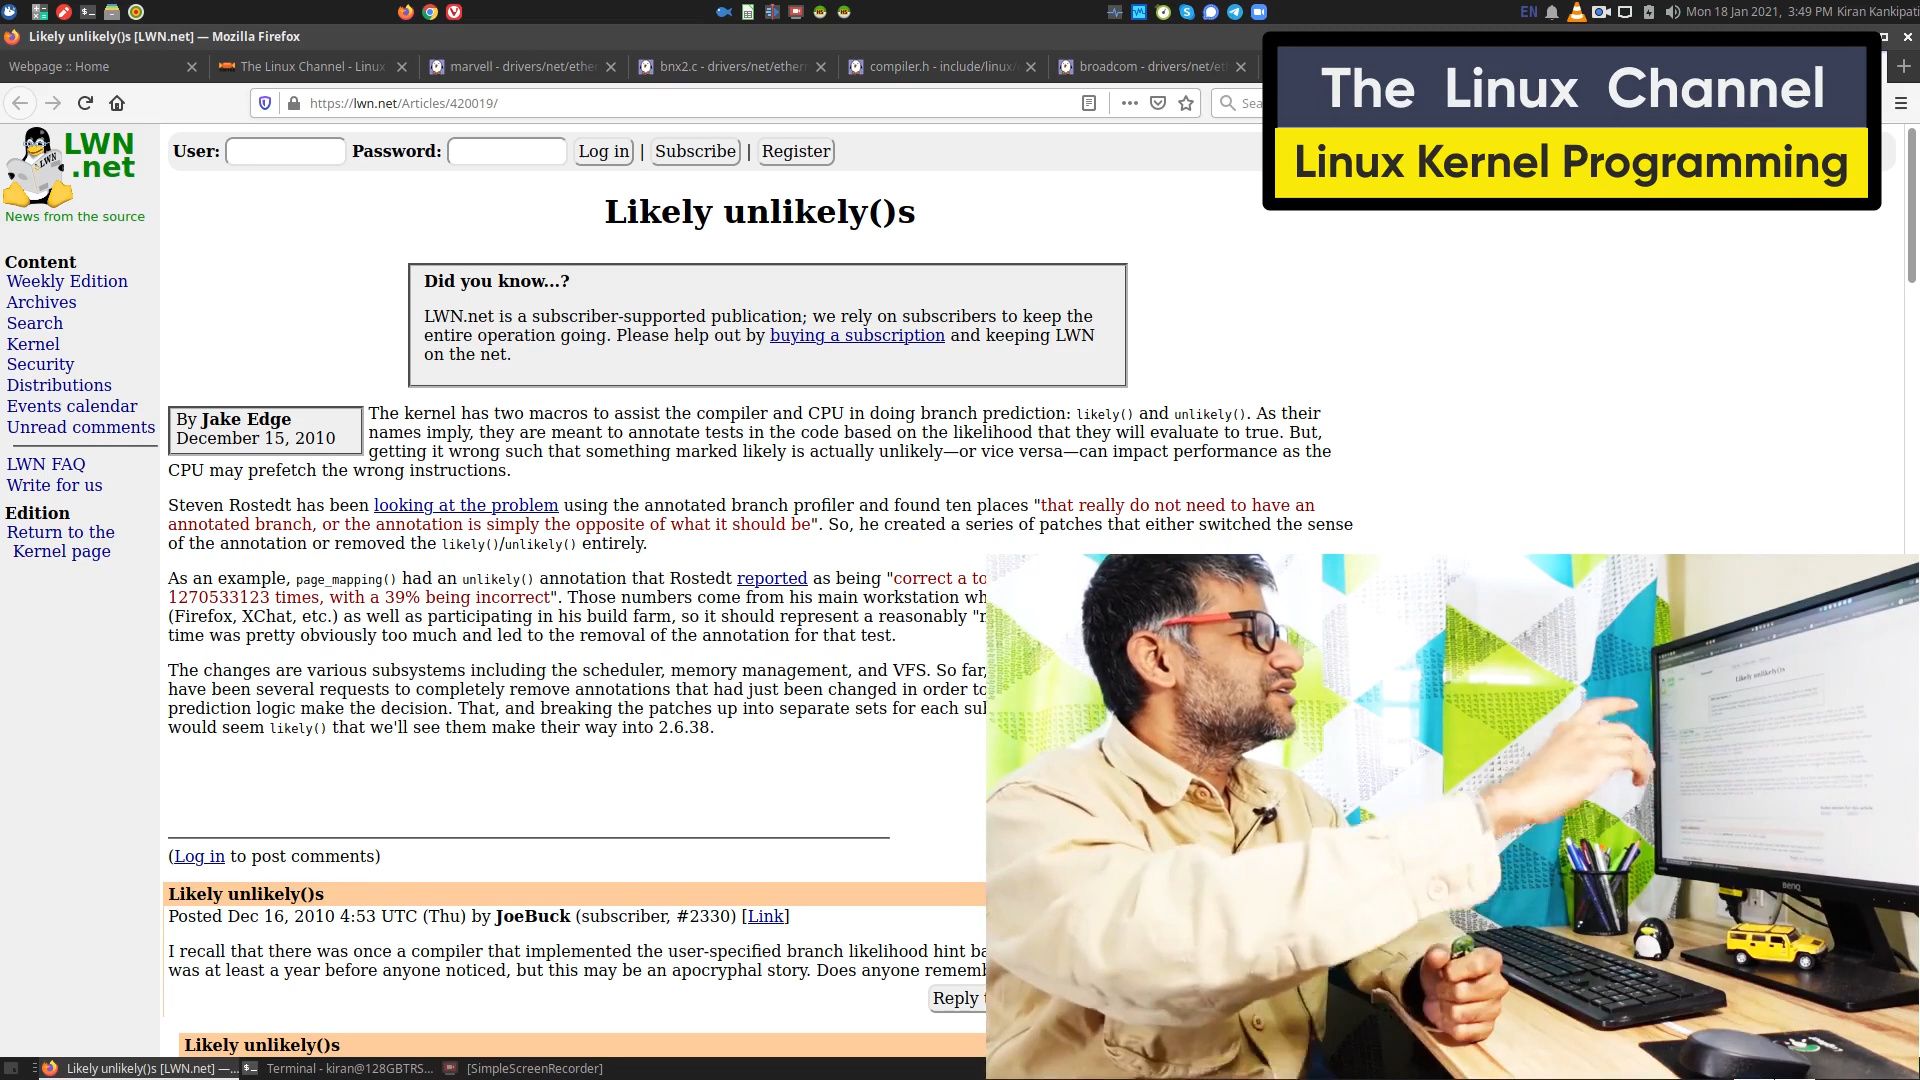 EN
Mon 18 Jan 2021, 3:49 PM Kiran Kankipati
Likely unlikely()s [LWN.net] — Mozilla Firefox
Webpage :: Home
The Linux Channel - Linux
marvell - drivers/net/ether
bnx2.c - drivers/net/ethern
compiler.h - include/linux/
broadcom - drivers/net/et
https://lwn.net/Articles/420019/
Sea
The Linux Channel
Linux Kernel Programming
LWN
.net
News from the source
User:
Password:
Log in | Subscribe | Register
Likely unlikely()s
Content
Weekly Edition
Archives
Search
Kernel
Security
Distributions
Events calendar
Unread comments
LWN FAQ
Write for us
Edition
Return to the
Kernel page
Did you know...?
LWN.net is a subscriber-supported publication; we rely on subscribers to keep the
entire operation going. Please help out by buying a subscription and keeping LWN
on the net.
By Jake Edge
December 15, 2010
The kernel has two macros to assist the compiler and CPU in doing branch prediction: likely() and unlikely(). As their
names imply, they are meant to annotate tests in the code based on the likelihood that they will evaluate to true. But,
getting it wrong such that something marked likely is actually unlikely—or vice versa—can impact performance as the
CPU may prefetch the wrong instructions.
Steven Rostedt has been looking at the problem using the annotated branch profiler and found ten places "that really do not need to have an
annotated branch, or the annotation is simply the opposite of what it should be". So, he created a series of patches that either switched the sense
of the annotation or removed the likely()/unlikely() entirely.
As an example, page_mapping() had an unlikely() annotation that Rostedt reported as being "correct a to
1270533123 times, with a 39% being incorrect". Those numbers come from his main workstation wh
(Firefox, XChat, etc.) as well as participating in his build farm, so it should represent a reasonably "r
time was pretty obviously too much and led to the removal of the annotation for that test.
The changes are various subsystems including the scheduler, memory management, and VFS. So far,
have been several requests to completely remove annotations that had just been changed in order to
prediction logic make the decision. That, and breaking the patches up into separate sets for each sul
would seem likely() that we'll see them make their way into 2.6.38.
(Log in to post comments)
Likely unlikely()s
Posted Dec 16, 2010 4:53 UTC (Thu) by JoeBuck (subscriber, #2330) [Link]
I recall that there was once a compiler that implemented the user-specified branch likelihood hint ba
was at least a year before anyone noticed, but this may be an apocryphal story. Does anyone rememb
Reply t
Likely unlikely()s
Likely unlikely()s
BenQ
Likely unlikely()s [LWN.net] —...
Terminal - kiran@128GBTRS...
[SimpleScreenRecorder]